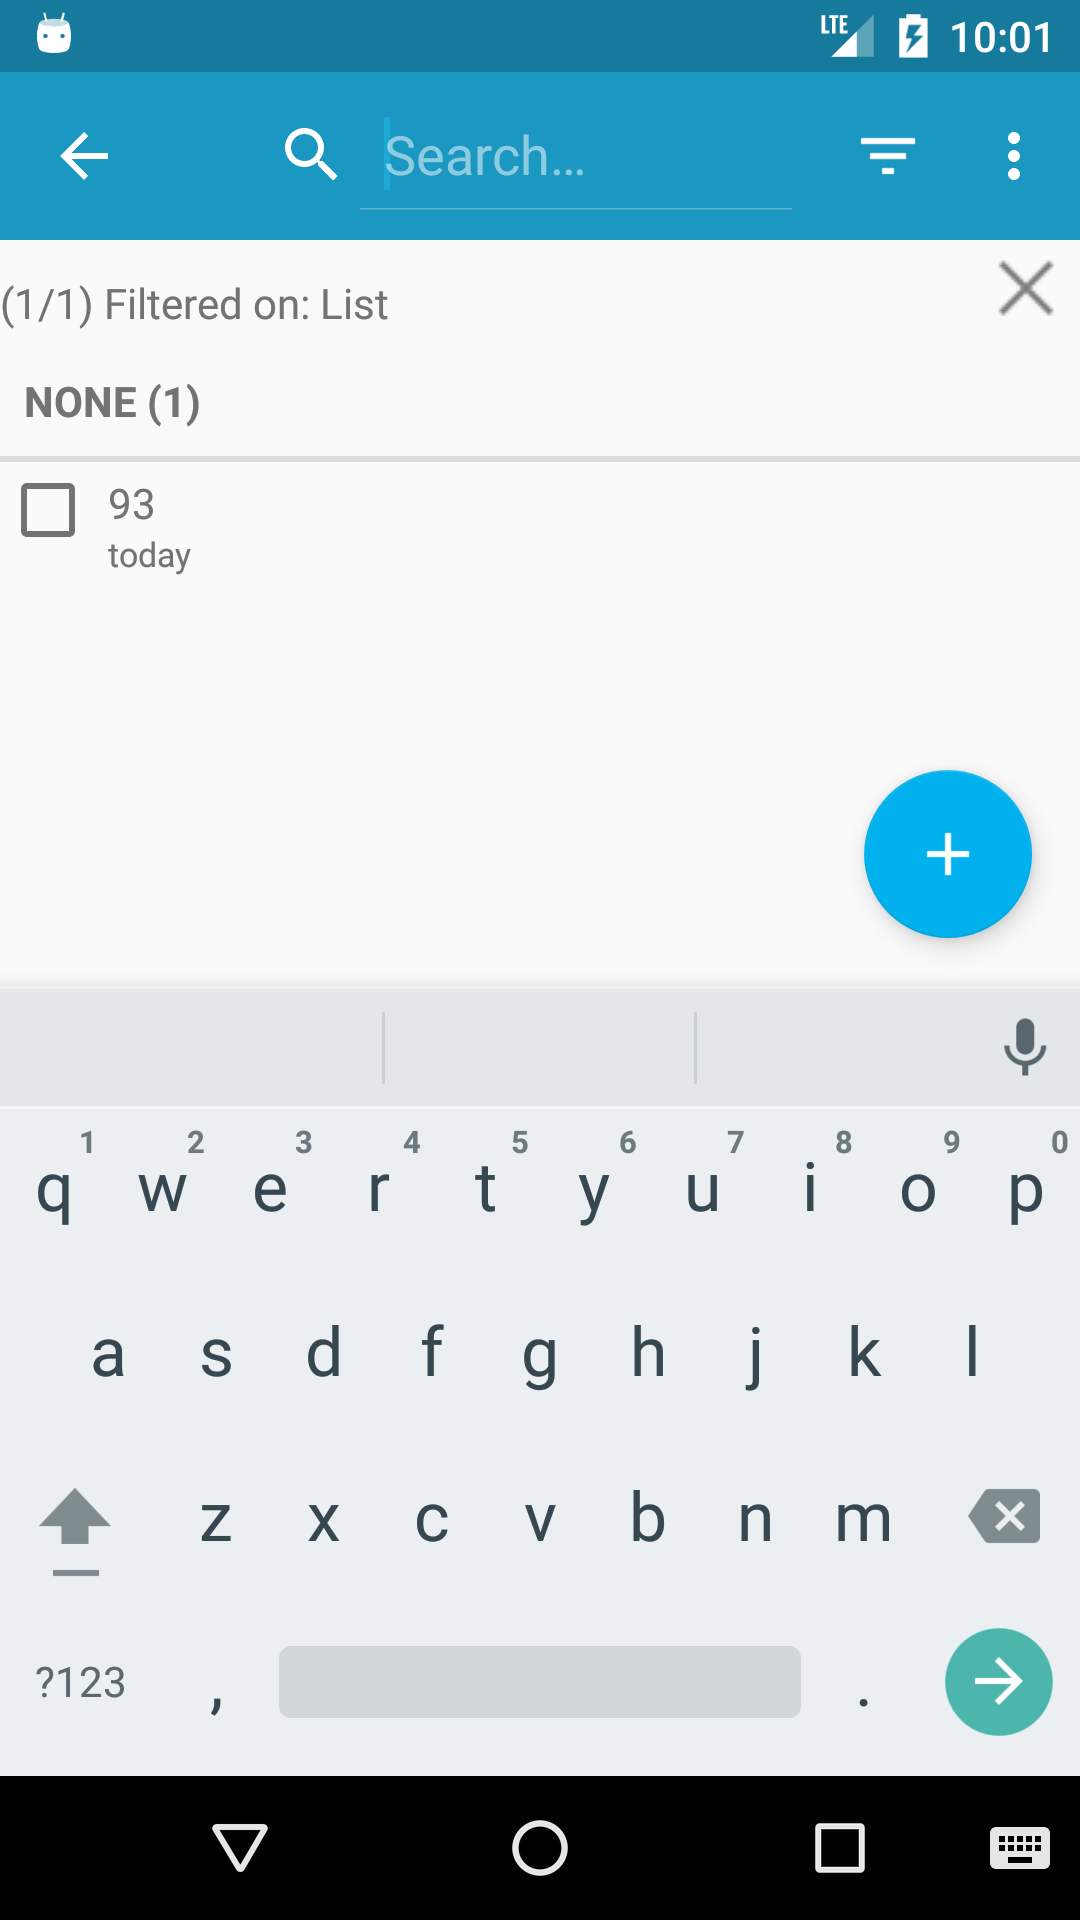 LTE 10:01
Search...
(1/1) Filtered on: List
NONE (1)
93
today
1 2 3 4 5 6 7 8 9 0
q w e r t y u i o p
a s d f g h j k l
z x c v b n m
?123 , .